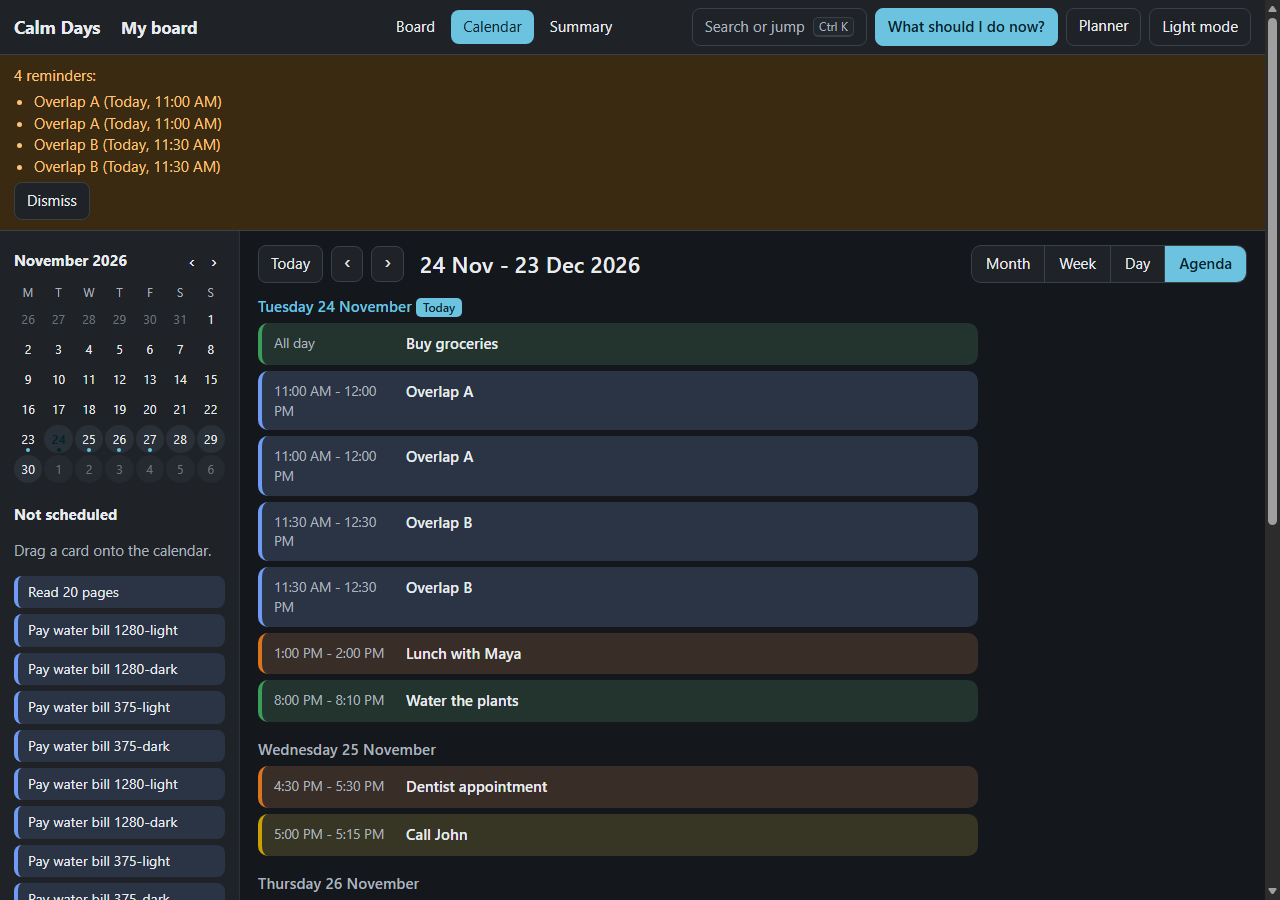 Calm Days My board Board Calendar Summary Search or jump Ctrl K What should I do now? Planner Light mode
4 reminders:
• Overlap A (Today, 11:00 AM)
• Overlap A (Today, 11:00 AM)
• Overlap B (Today, 11:30 AM)
• Overlap B (Today, 11:30 AM)
Dismiss
November 2026 ‹ ›
M T W T F S S
26 27 28 29 30 31 1
2 3 4 5 6 7 8
9 10 11 12 13 14 15
16 17 18 19 20 21 22
23 24 25 26 27 28 29
30 1 2 3 4 5 6
Not scheduled
Drag a card onto the calendar.
Read 20 pages
Pay water bill 1280-light
Pay water bill 1280-dark
Pay water bill 375-light
Pay water bill 375-dark
Pay water bill 1280-light
Pay water bill 1280-dark
Pay water bill 375-light
Pay water bill 375-dark
Today ‹ › 24 Nov - 23 Dec 2026 Month Week Day Agenda
Tuesday 24 November Today
All day Buy groceries
11:00 AM - 12:00 Overlap A
PM
11:00 AM - 12:00 Overlap A
PM
11:30 AM - 12:30 Overlap B
PM
11:30 AM - 12:30 Overlap B
PM
1:00 PM - 2:00 PM Lunch with Maya
8:00 PM - 8:10 PM Water the plants
Wednesday 25 November
4:30 PM - 5:30 PM Dentist appointment
5:00 PM - 5:15 PM Call John
Thursday 26 November